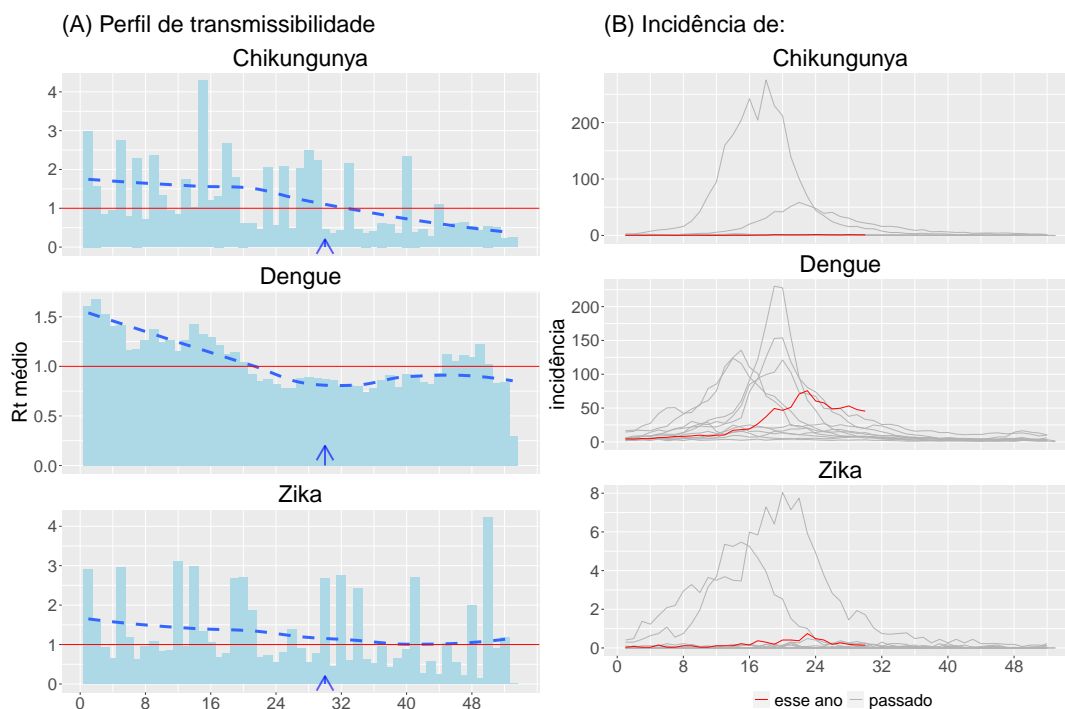 (A) Perfil de transmissibilidade
Chikungunya
4
3
2
1
0
Dengue
1.5
1.0
0.5
0.0
Rt médio
Zika
4
3
2
1
0
0 8 16 24 32 40 48
(B) Incidência de:
Chikungunya
200
100
0
Dengue
200
150
100
50
0
incidência
Zika
8
6
4
2
0
0 8 16 24 32 40 48
esse ano passado